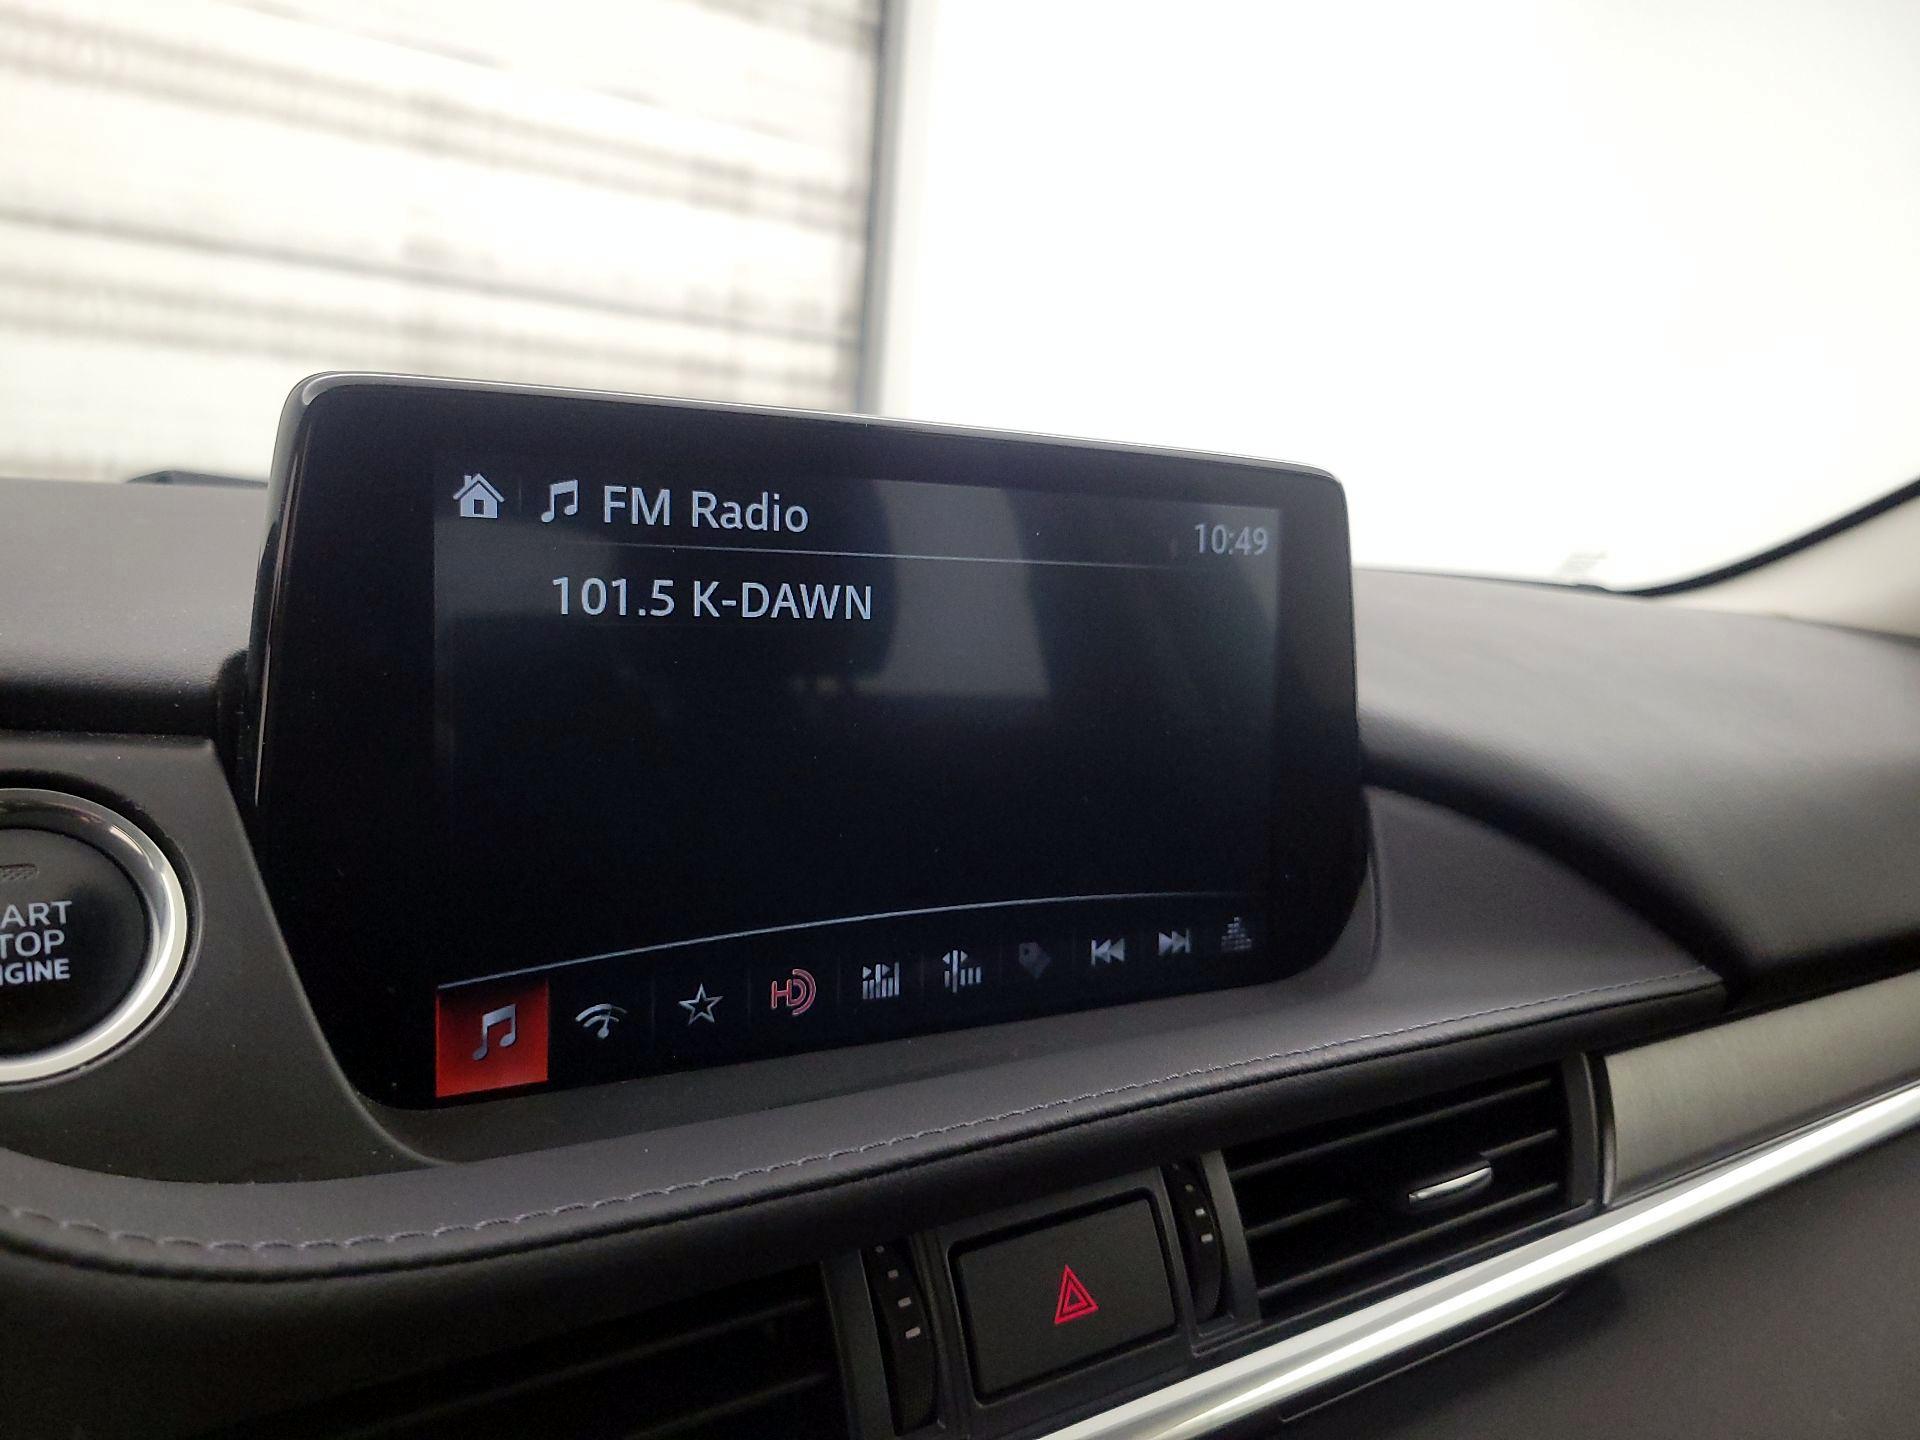 FM Radio
10:49
101.5 K-DAWN
HD
ART
TOP
GINE